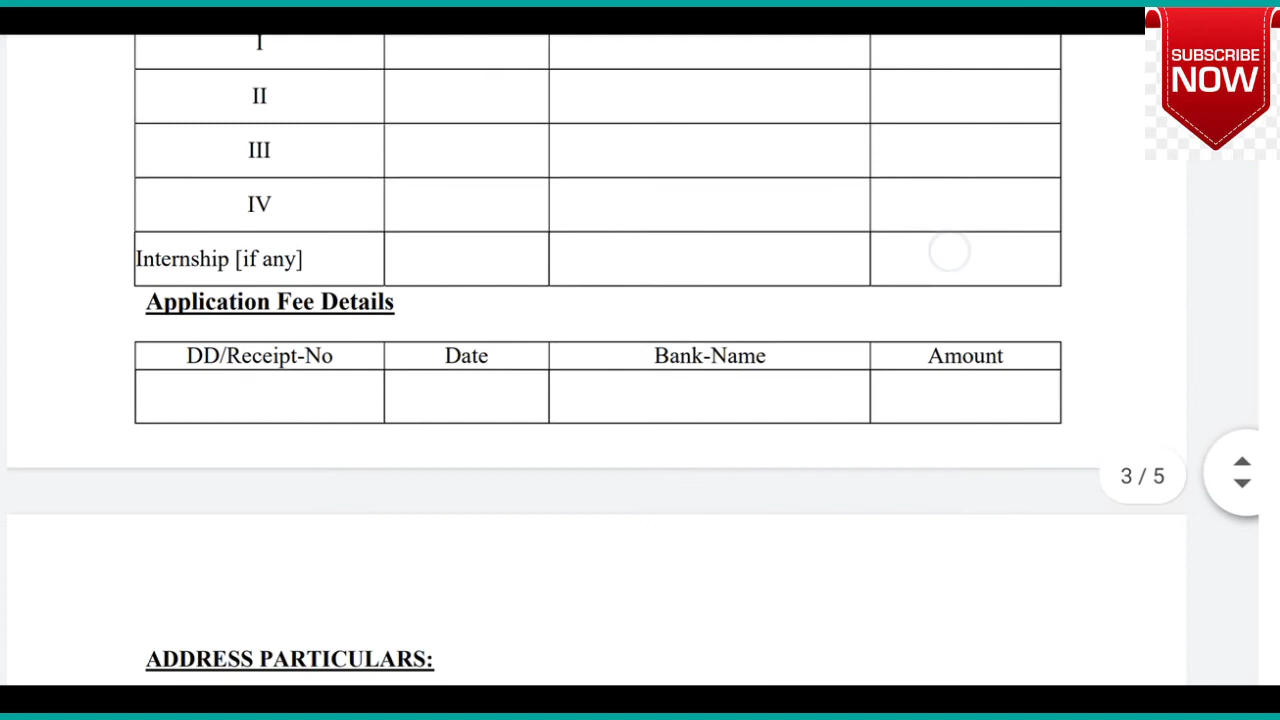 SUBSCRIBE
NOW
I
II
III
IV
Internship [if any]
Application Fee Details
DD/Receipt-No Date Bank-Name Amount
3 / 5
ADDRESS PARTICULARS: